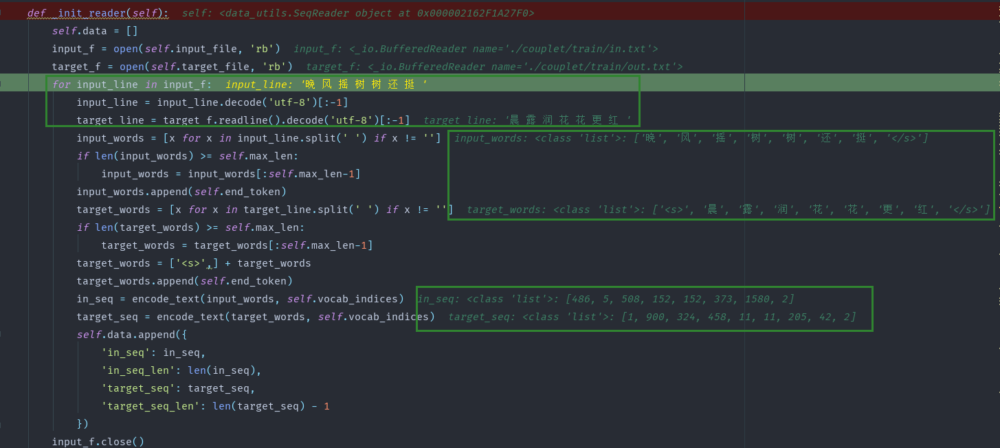 def _init_reader(self):  self: <data_utils.SeqReader object at 0x000002162F1A27F0>
self.data = []
input_f = open(self.input_file, 'rb')  input_f: <_io.BufferedReader name='./couplet/train/in.txt'>
target_f = open(self.target_file, 'rb')  target_f: <_io.BufferedReader name='./couplet/train/out.txt'>
for input_line in input_f:  input_line: '晚 风 摇 树 树 还 挺 '
input_line = input_line.decode('utf-8')[:-1]
target_line = target_f.readline().decode('utf-8')[:-1]  target_line: '晨 露 润 花 花 更 红 '
input_words = [x for x in input_line.split(' ') if x != '']  input_words: <class 'list'>: ['晚', '风', '摇', '树', '树', '还', '挺', '</s>']
if len(input_words) >= self.max_len:
input_words = input_words[:self.max_len-1]
input_words.append(self.end_token)
target_words = [x for x in target_line.split(' ') if x != '']  target_words: <class 'list'>: ['<s>', '晨', '露', '润', '花', '花', '更', '红', '</s>']
if len(target_words) >= self.max_len:
target_words = target_words[:self.max_len-1]
target_words = ['<s>',] + target_words
target_words.append(self.end_token)
in_seq = encode_text(input_words, self.vocab_indices)  in_seq: <class 'list'>: [486, 5, 508, 152, 152, 373, 1580, 2]
target_seq = encode_text(target_words, self.vocab_indices)  target_seq: <class 'list'>: [1, 900, 324, 458, 11, 11, 205, 42, 2]
self.data.append({
'in_seq': in_seq,
'in_seq_len': len(in_seq),
'target_seq': target_seq,
'target_seq_len': len(target_seq) - 1
})
input_f.close()